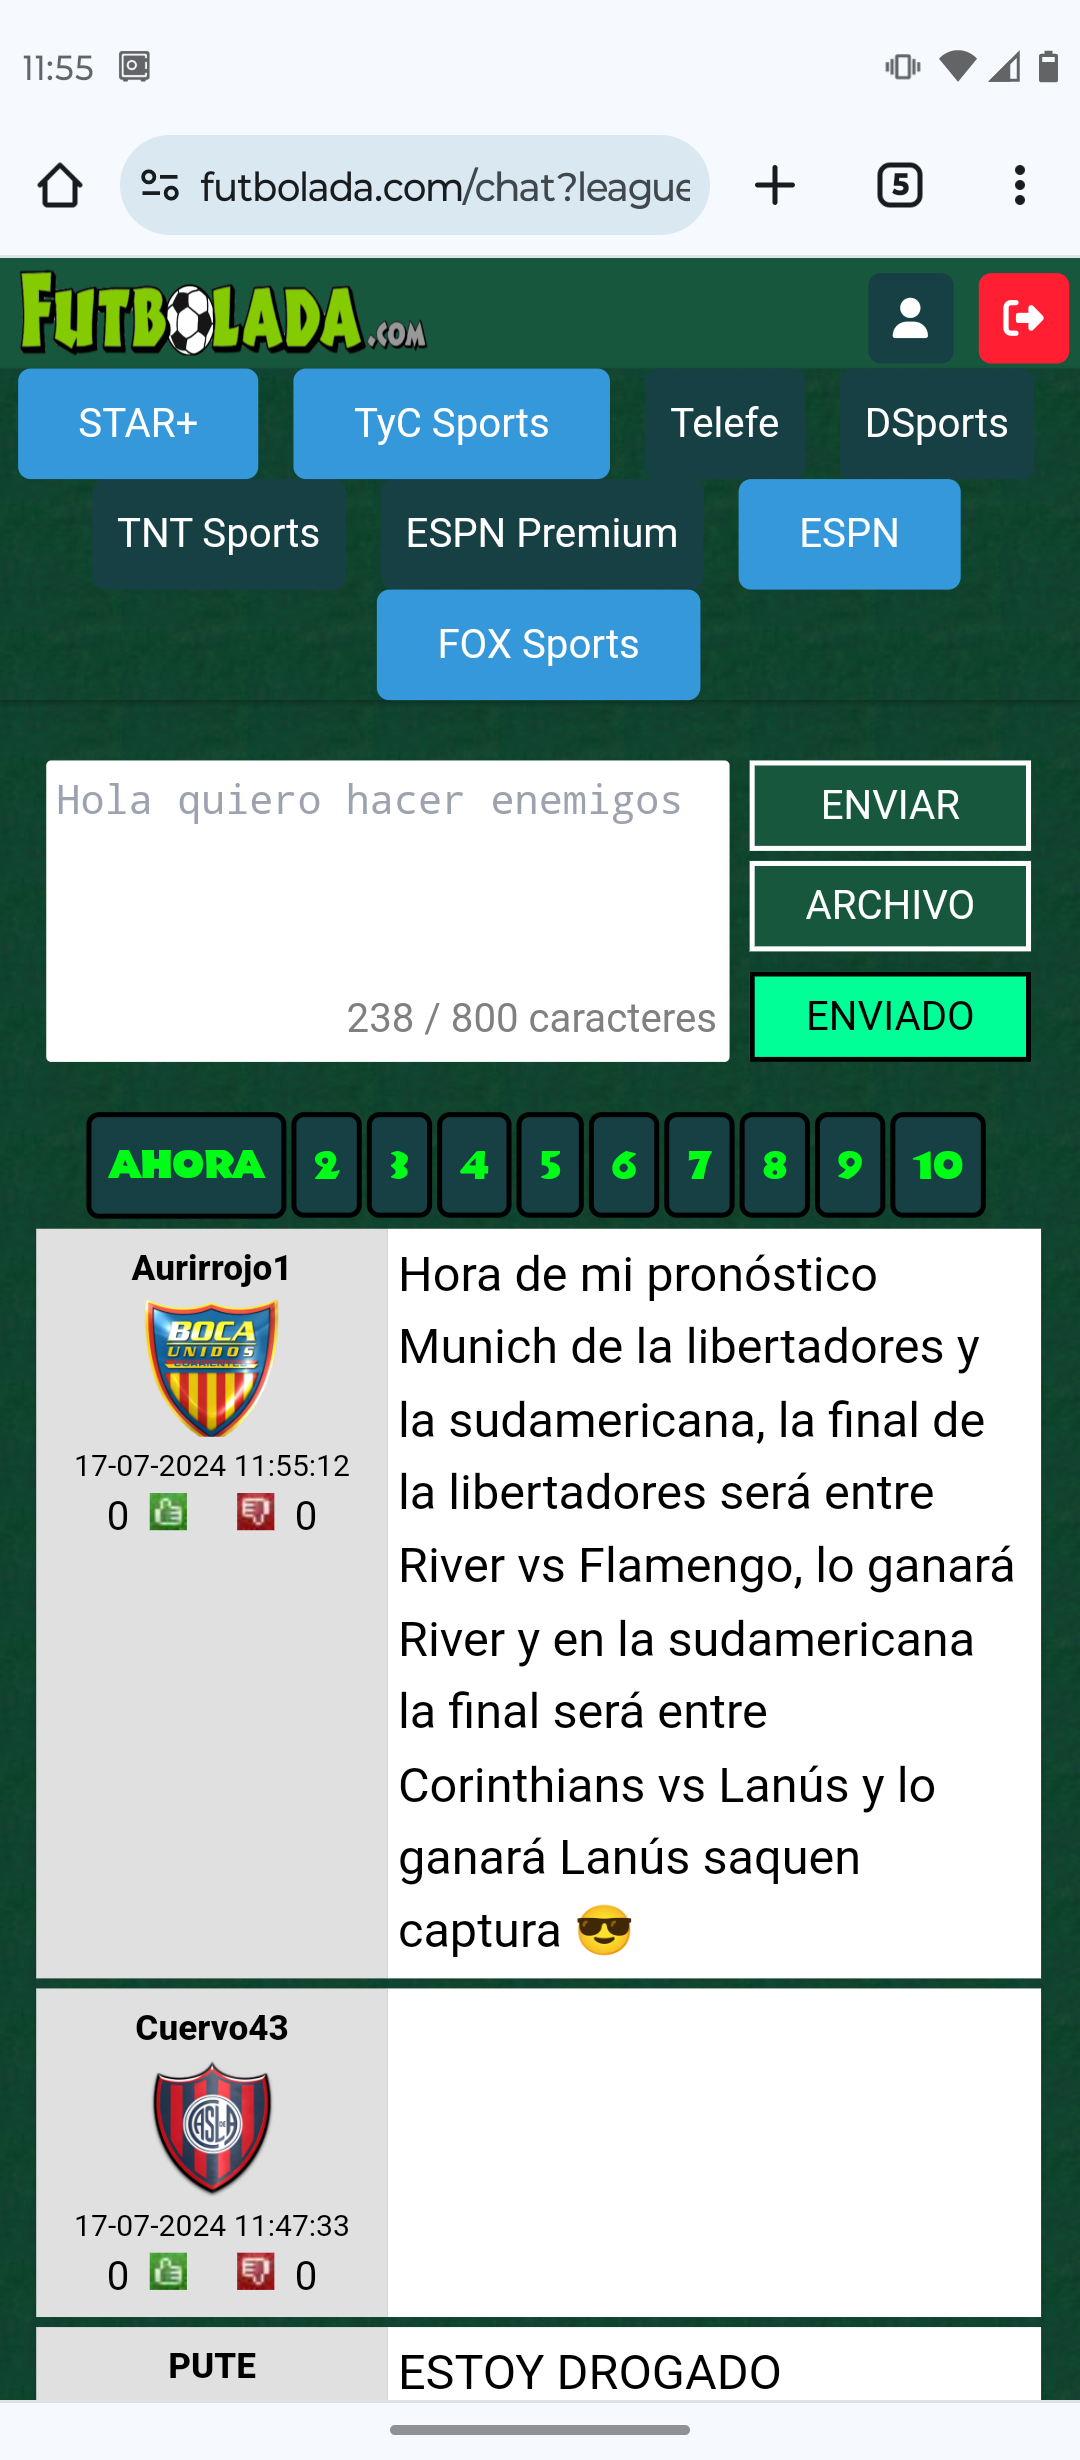 11:55
futbolada.com/chat?league
5
FUTBOLADA.COM
STAR+ TyC Sports Telefe DSports
TNT Sports ESPN Premium ESPN
FOX Sports
Hola quiero hacer enemigos
238 / 800 caracteres
ENVIAR
ARCHIVO
ENVIADO
AHORA 2 3 4 5 6 7 8 9 10
Aurirrojo1
BOCA
UNIDOS
CORRIENTES
17-07-2024 11:55:12
0 0
Hora de mi pronóstico
Munich de la libertadores y
la sudamericana, la final de
la libertadores será entre
River vs Flamengo, lo ganará
River y en la sudamericana
la final será entre
Corinthians vs Lanús y lo
ganará Lanús saquen
captura 😎
Cuervo43
CASLA
17-07-2024 11:47:33
0 0
PUTE
ESTOY DROGADO